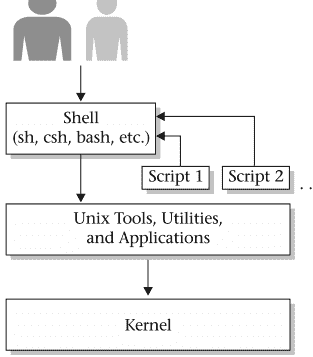 Shell
(sh, csh, bash, etc.)
Script 1
Script 2
. .
Unix Tools, Utilities,
and Applications
Kernel